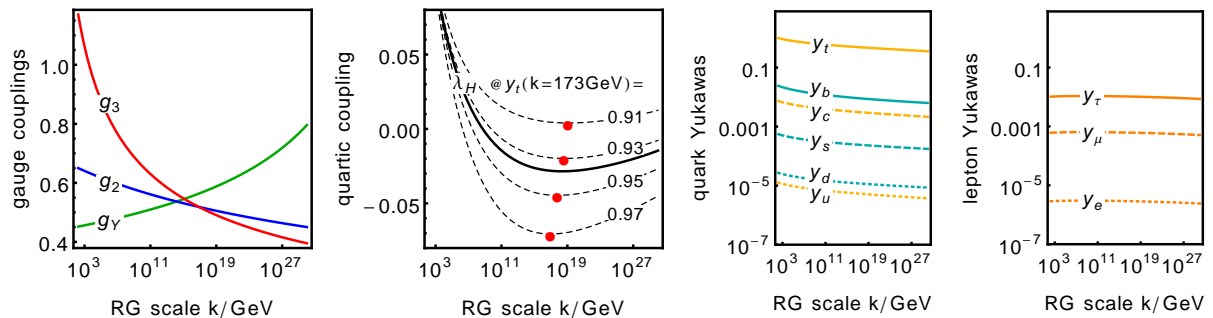 gauge couplings
1.0
0.8
0.6
0.4
g3
g2
gY
10^3
10^11
10^19
10^27
RG scale k/GeV
quartic coupling
0.05
0.00
−0.05
λH @ yt(k=173GeV)=
0.91
0.93
0.95
0.97
10^3
10^11
10^19
10^27
RG scale k/GeV
quark Yukawas
0.1
0.001
10^−5
10^−7
yt
yb
yc
ys
yd
yu
10^3
10^11
10^19
10^27
RG scale k/GeV
lepton Yukawas
0.1
0.001
10^−5
10^−7
yτ
yμ
ye
10^3
10^11
10^19
10^27
RG scale k/GeV